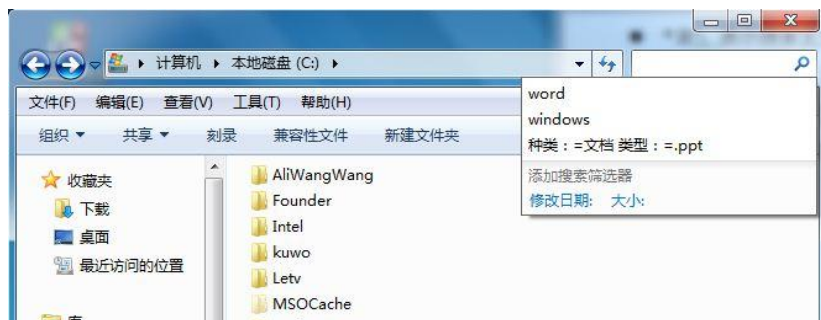 计算机 本地磁盘 (C:)
文件(F) 编辑(E) 查看(V) 工具(T) 帮助(H)
组织 共享 刻录 兼容性文件 新建文件夹
收藏夹
下载
桌面
最近访问的位置
库
AliWangWang
Founder
Intel
kuwo
Letv
MSOCache
word
windows
种类：=文档 类型：=.ppt
添加搜索筛选器
修改日期: 大小: